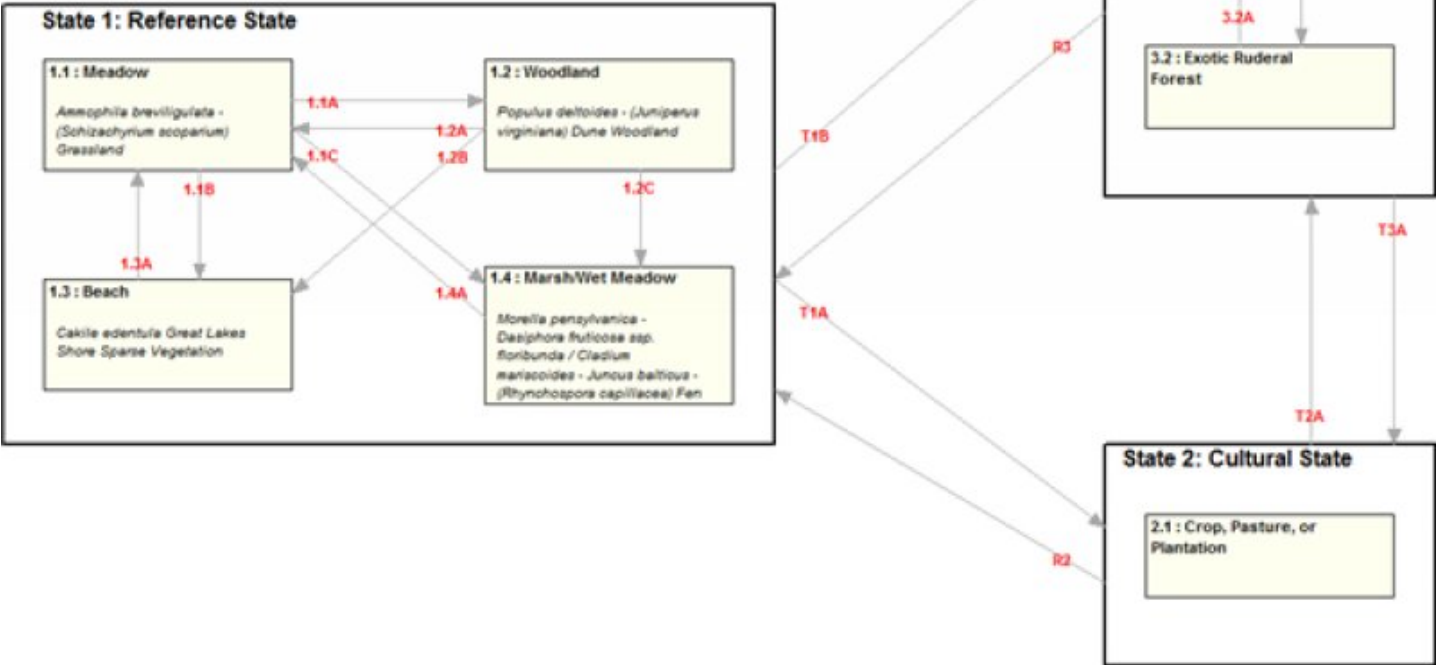 State 1: Reference State
1.1 : Meadow
Ammophila breviligulata -
(Schizachyrium scoparium)
Grassland
1.1A
1.2A
1.1C
1.2B
1.2 : Woodland
Populus deltoides - (Juniperus
virginiana) Dune Woodland
1.1B
1.2C
1.3A
1.4A
1.3 : Beach
Cakile edentula Great Lakes
Shore Sparse Vegetation
1.4 : Marsh/Wet Meadow
Morella pensylvanica -
Dasiphora fruticosa ssp.
floribunda / Cladium
mariscoides - Juncus balticus -
(Rhynchospora capillacea) Fen
T1B
R3
T1A
R2
3.2A
3.2 : Exotic Ruderal
Forest
T3A
T2A
State 2: Cultural State
2.1 : Crop, Pasture, or
Plantation